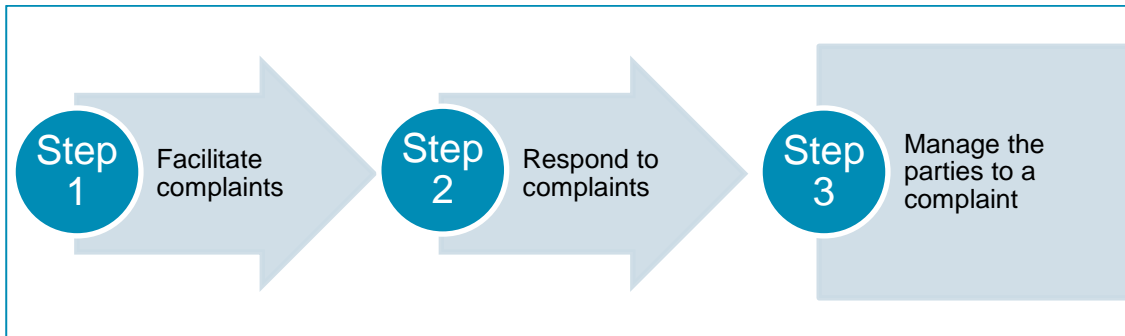 Step
1
Facilitate
complaints
Step
2
Respond to
complaints
Step
3
Manage the
parties to a
complaint